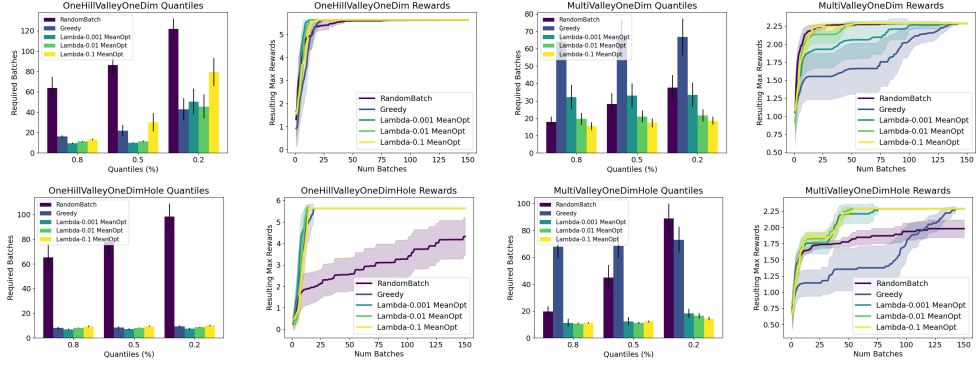 OneHillValleyOneDim Quantiles
Required Batches
120
100
80
60
40
20
0
RandomBatch
Greedy
Lambda-0.001 MeanOpt
Lambda-0.01 MeanOpt
Lambda-0.1 MeanOpt
0.8
0.5
0.2
Quantiles (%)
OneHillValleyOneDim Rewards
Resulting Max Rewards
5
4
3
2
1
0
RandomBatch
Greedy
Lambda-0.001 MeanOpt
Lambda-0.01 MeanOpt
Lambda-0.1 MeanOpt
0
25
50
75
100
125
150
Num Batches
MultiValleyOneDim Quantiles
Required Batches
80
70
60
50
40
30
20
10
0
RandomBatch
Greedy
Lambda-0.001 MeanOpt
Lambda-0.01 MeanOpt
Lambda-0.1 MeanOpt
0.8
0.5
0.2
Quantiles (%)
MultiValleyOneDim Rewards
Resulting Max Rewards
2.25
2.00
1.75
1.50
1.25
1.00
0.75
0.50
RandomBatch
Greedy
Lambda-0.001 MeanOpt
Lambda-0.01 MeanOpt
Lambda-0.1 MeanOpt
0
25
50
75
100
125
150
Num Batches
OneHillValleyOneDimHole Quantiles
Required Batches
100
80
60
40
20
0
RandomBatch
Greedy
Lambda-0.001 MeanOpt
Lambda-0.01 MeanOpt
Lambda-0.1 MeanOpt
0.8
0.5
0.2
Quantiles (%)
OneHillValleyOneDimHole Rewards
Resulting Max Rewards
6
5
4
3
2
1
0
RandomBatch
Greedy
Lambda-0.001 MeanOpt
Lambda-0.01 MeanOpt
Lambda-0.1 MeanOpt
0
25
50
75
100
125
150
Num Batches
MultiValleyOneDimHole Quantiles
Required Batches
100
80
60
40
20
0
RandomBatch
Greedy
Lambda-0.001 MeanOpt
Lambda-0.01 MeanOpt
Lambda-0.1 MeanOpt
0.8
0.5
0.2
Quantiles (%)
MultiValleyOneDimHole Rewards
Resulting Max Rewards
2.25
2.00
1.75
1.50
1.25
1.00
0.75
0.50
RandomBatch
Greedy
Lambda-0.001 MeanOpt
Lambda-0.01 MeanOpt
Lambda-0.1 MeanOpt
0
25
50
75
100
125
150
Num Batches